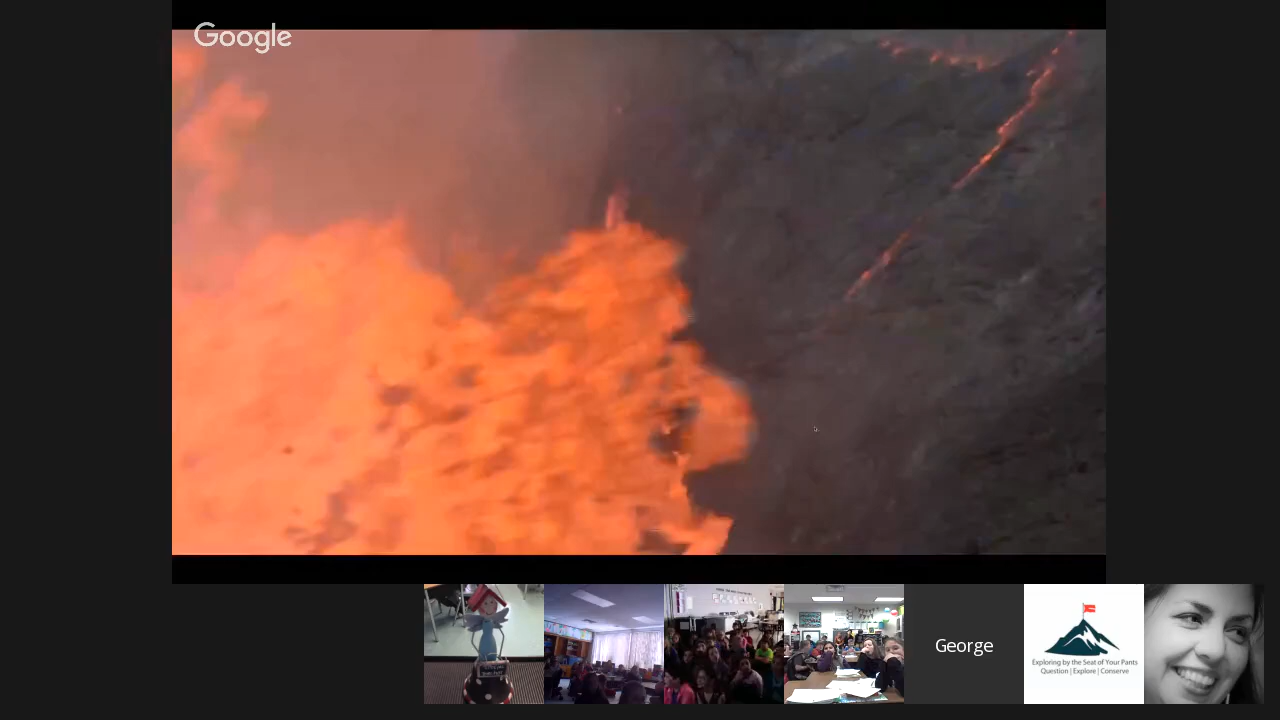 Google
George
Exploring by the Seat of Your Pants
Question | Explore | Conserve